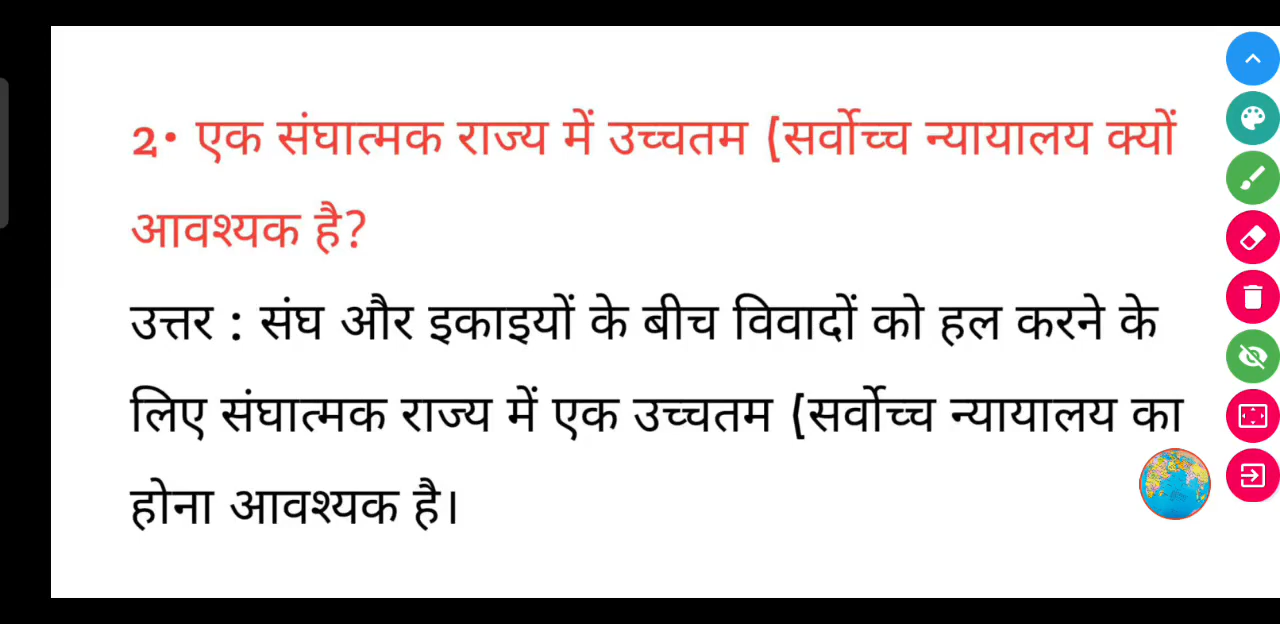 2• एक संघात्मक राज्य में उच्चतम (सर्वोच्च न्यायालय क्यों
आवश्यक है?
उत्तर : संघ और इकाइयों के बीच विवादों को हल करने के
लिए संघात्मक राज्य में एक उच्चतम (सर्वोच्च न्यायालय का
होना आवश्यक है।